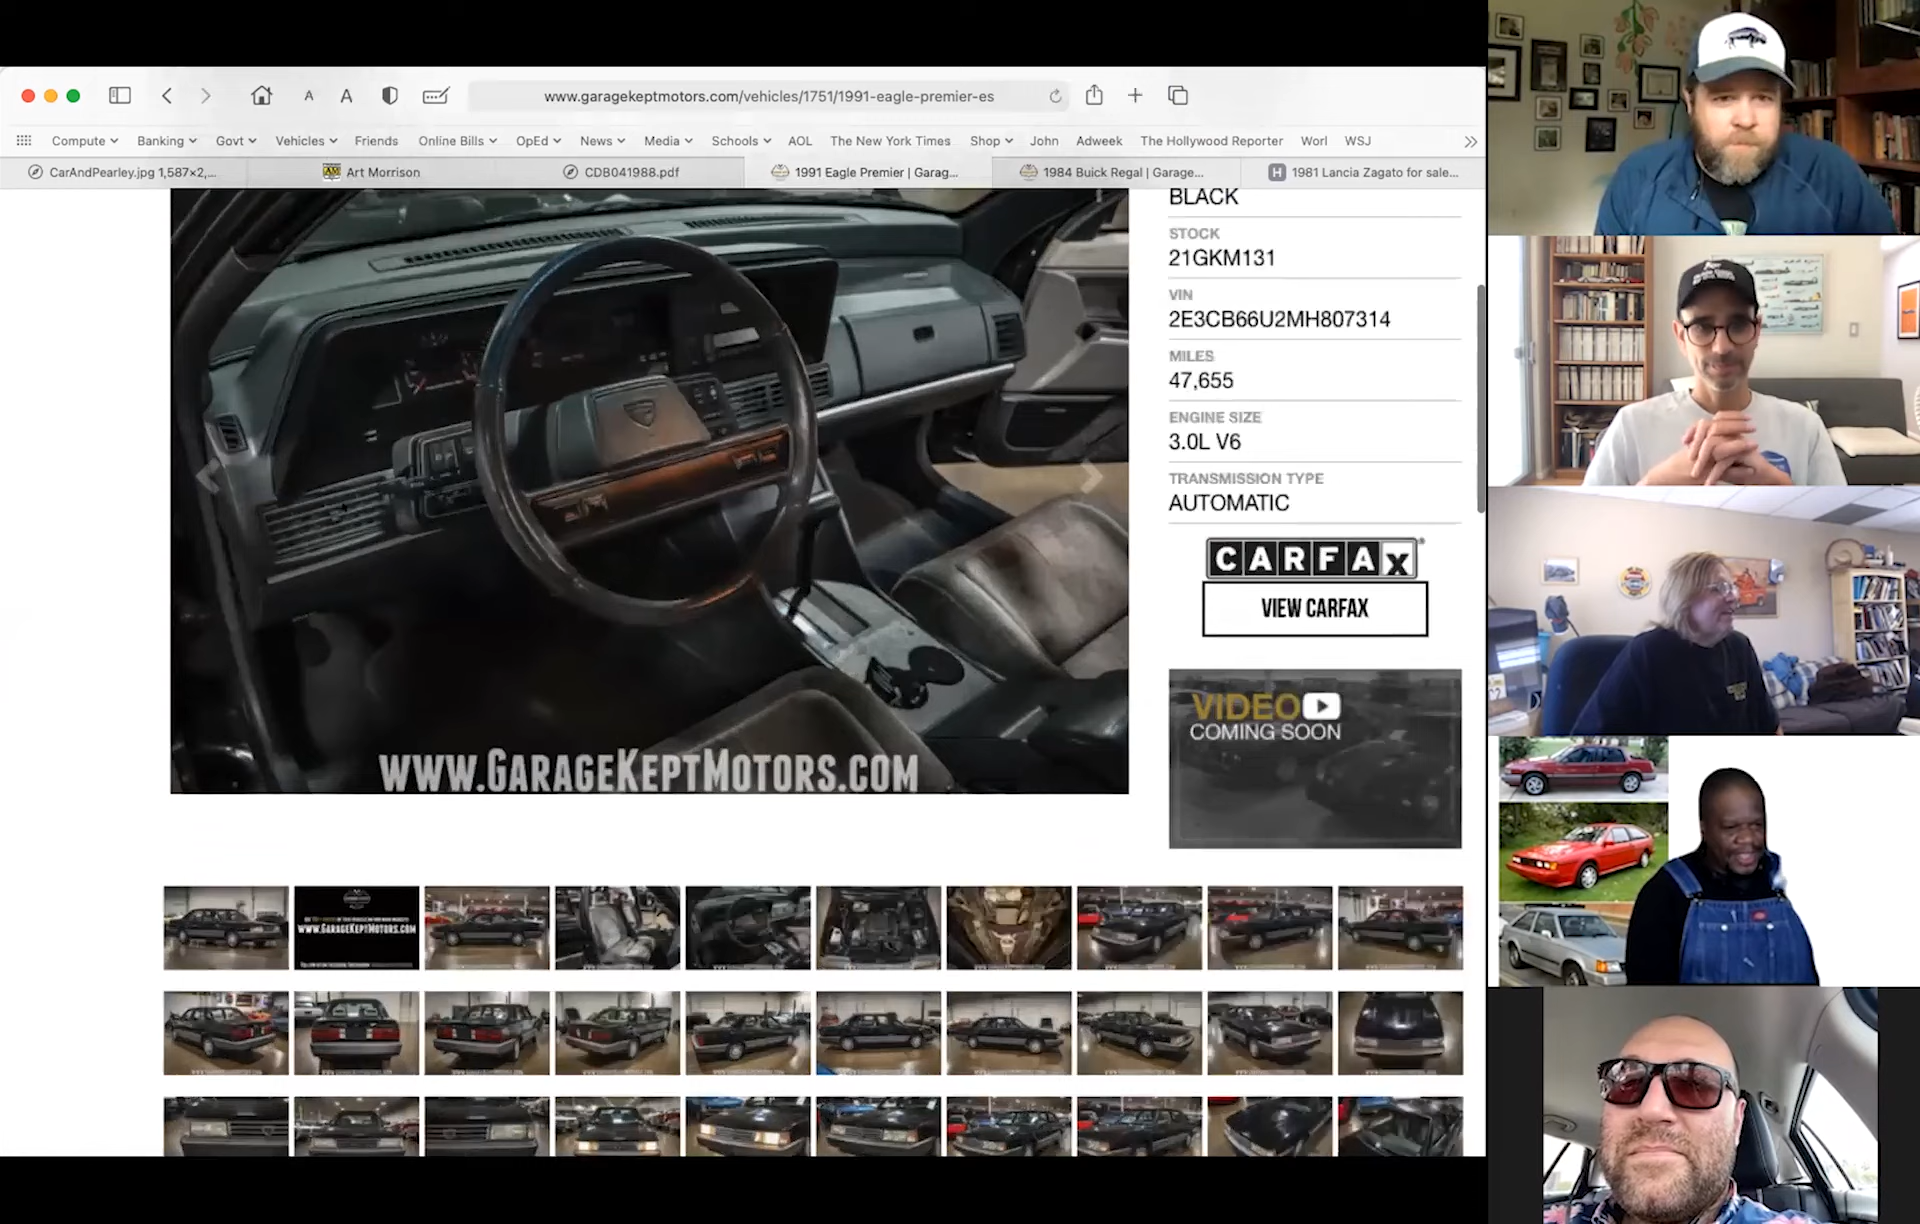 www.garagekeptmotors.com/vehicles/1751/1991-eagle-premier-es
Compute Banking Govt Vehicles Friends Online Bills OpEd News Media Schools AOL The New York Times Shop John Adweek The Hollywood Reporter Worl WSJ
CarAndPearley.jpg 1,587×2,... Art Morrison CDB041988.pdf 1991 Eagle Premier | Garag... 1984 Buick Regal | Garage... 1981 Lancia Zagato for sale...
BLACK
STOCK
21GKM131
VIN
2E3CB66U2MH807314
MILES
47,655
ENGINE SIZE
3.0L V6
TRANSMISSION TYPE
AUTOMATIC
CARFAX
VIEW CARFAX
VIDEO
COMING SOON
WWW.GARAGEKEPTMOTORS.COM
WWW.GARAGEKEPTMOTORS.COM